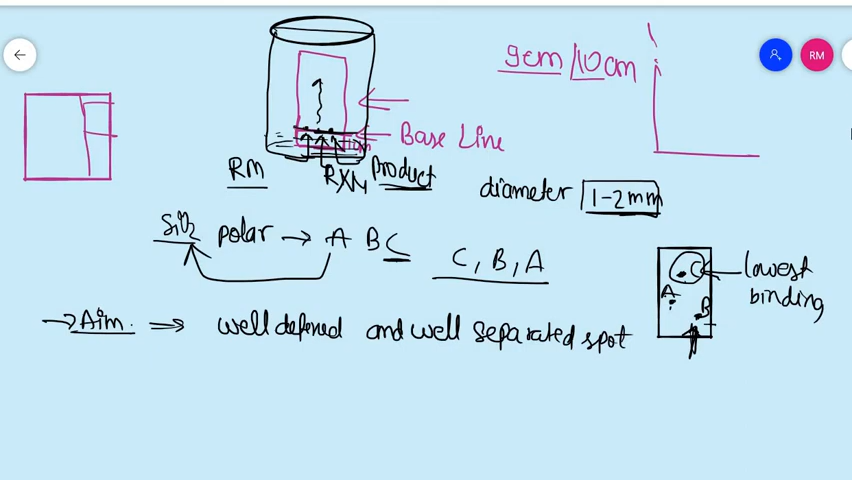 RM
9cm /10cm
Base Line
RM
RXM
Product
diameter 1-2mm
SiO2 polar → A B C
C, B, A
C
A
B
lowest
binding
→ Aim. ⇒ well defined and well separated spot